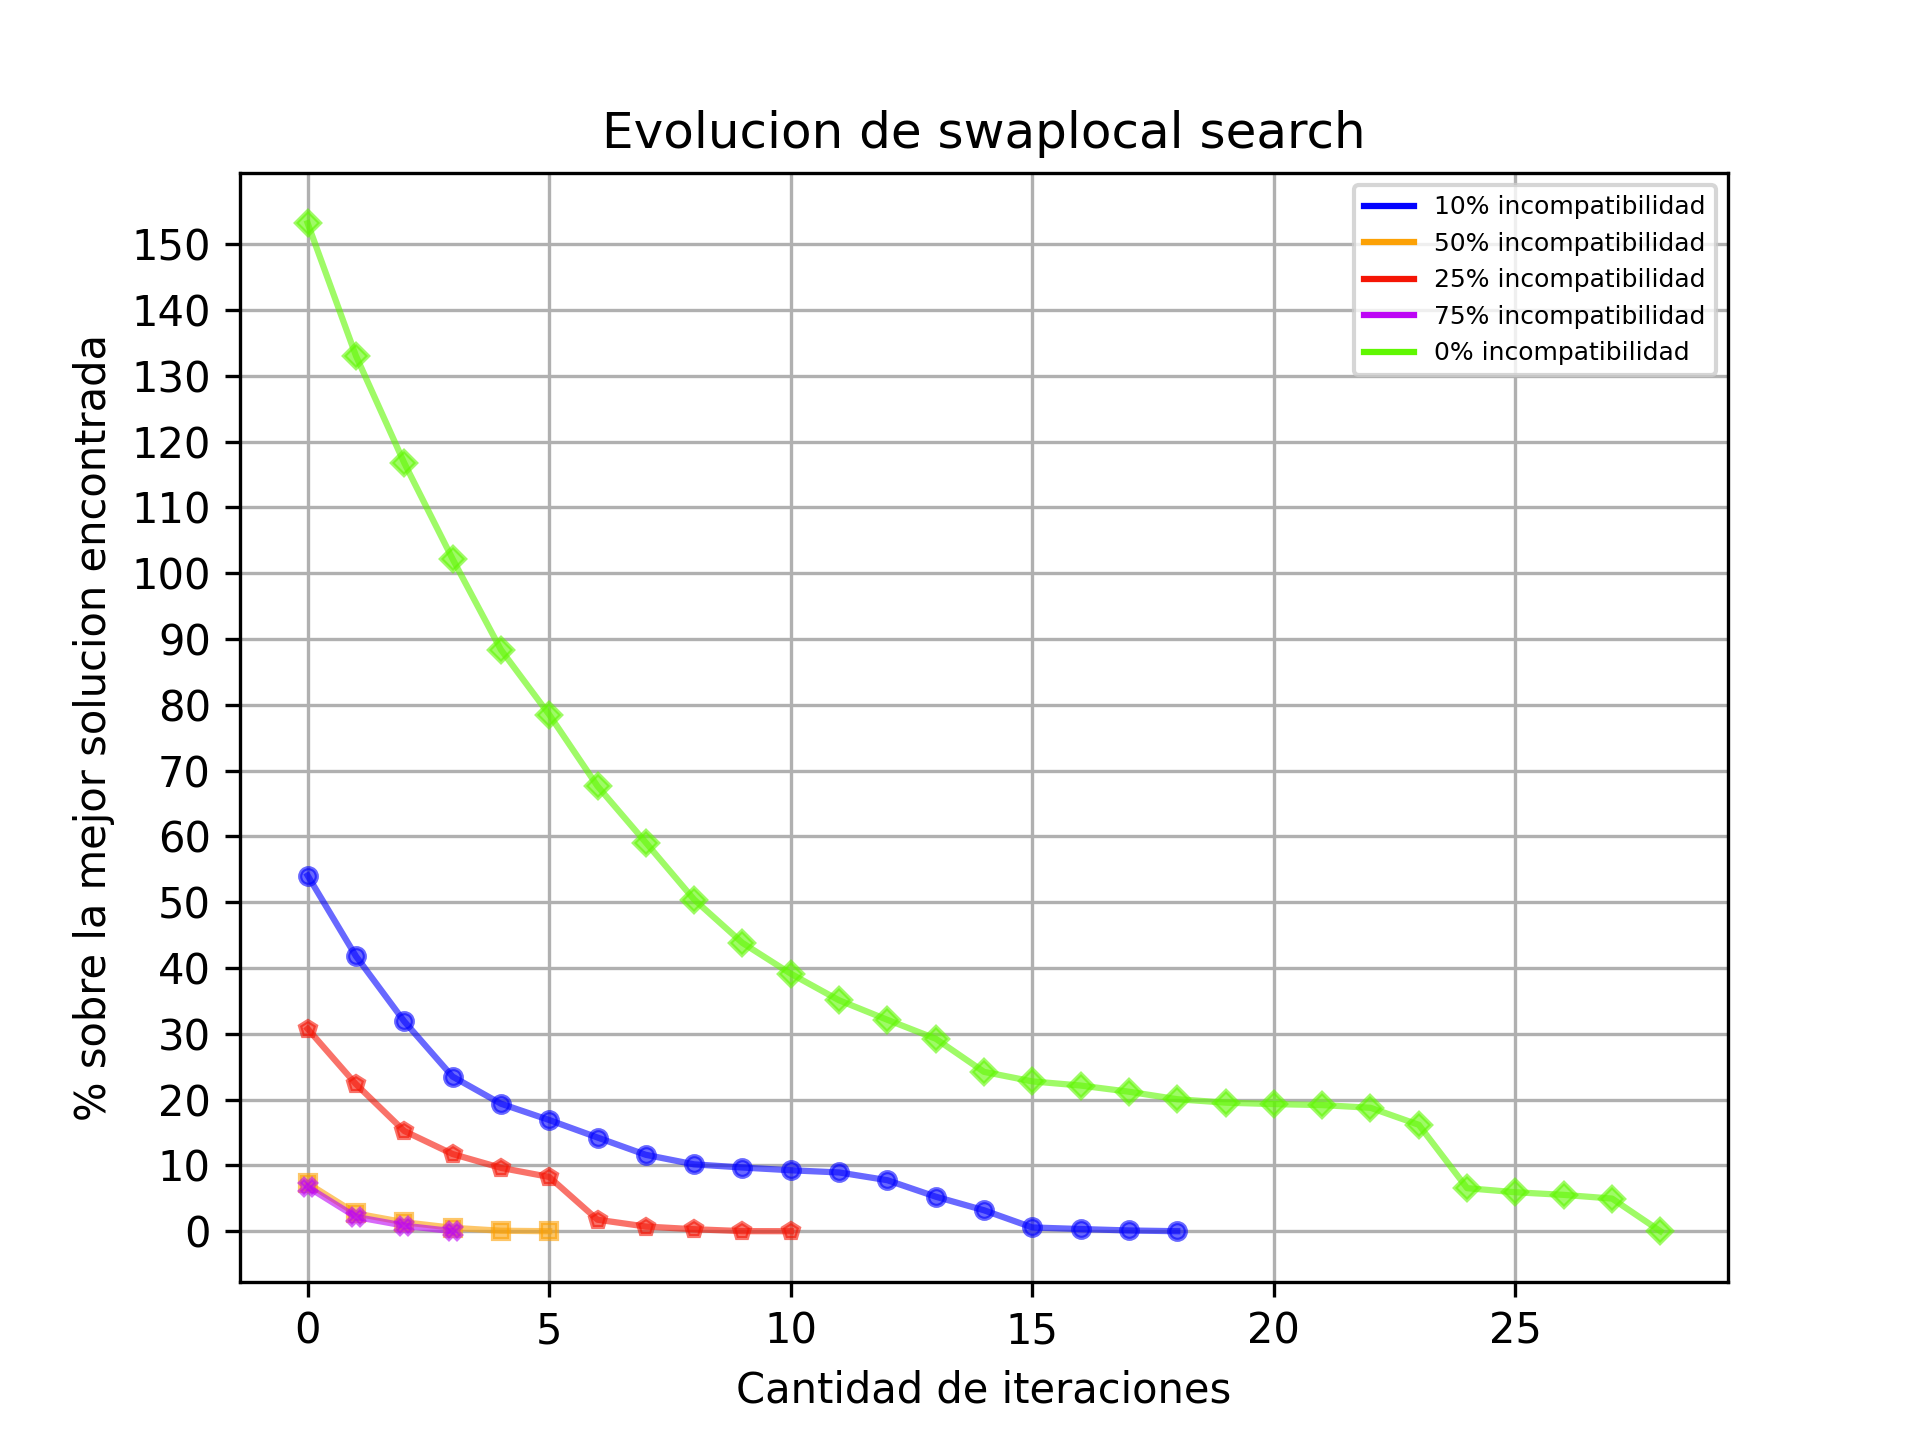 Evolucion de swaplocal search
% sobre la mejor solucion encontrada
150
140
130
120
110
100
90
80
70
60
50
40
30
20
10
0
10% incompatibilidad
50% incompatibilidad
25% incompatibilidad
75% incompatibilidad
0% incompatibilidad
0 5 10 15 20 25
Cantidad de iteraciones